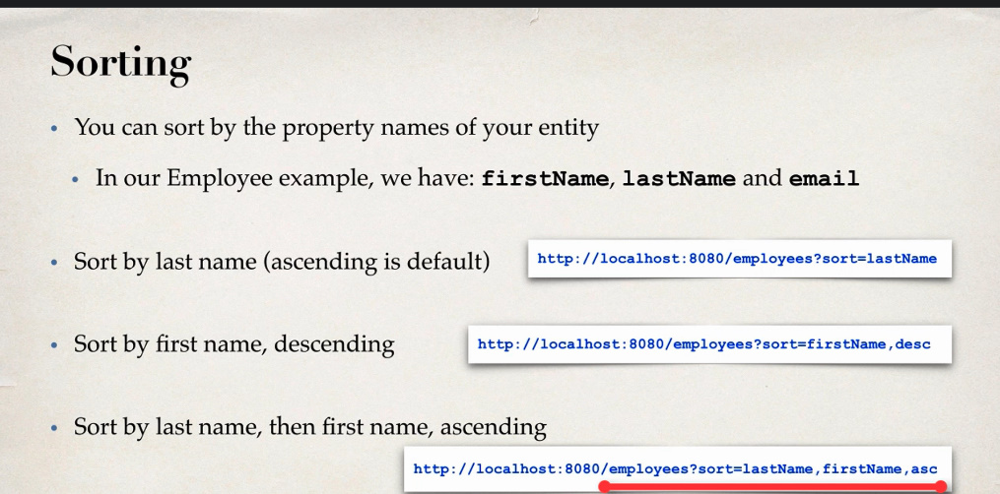 Sorting
• You can sort by the property names of your entity
• In our Employee example, we have: firstName, lastName and email
• Sort by last name (ascending is default)
http://localhost:8080/employees?sort=lastName
• Sort by first name, descending
http://localhost:8080/employees?sort=firstName,desc
• Sort by last name, then first name, ascending
http://localhost:8080/employees?sort=lastName,firstName,asc